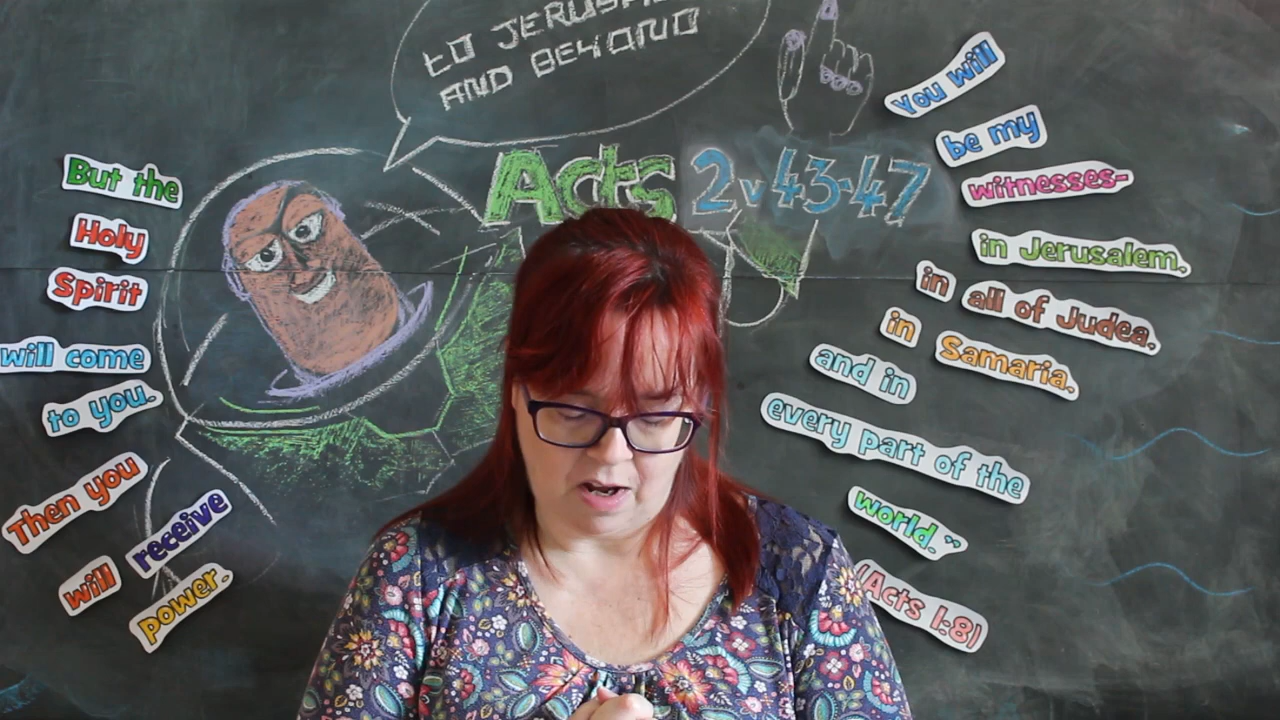 TO JERUSA
AND BEYOND
Acts 2v43-47
But the
Holy
Spirit
will come
to you.
Then you
will receive
power.
You will
be my
witnesses-
in Jerusalem,
in all of Judea,
in Samaria,
and in
every part of the
world."
(Acts 1:8)